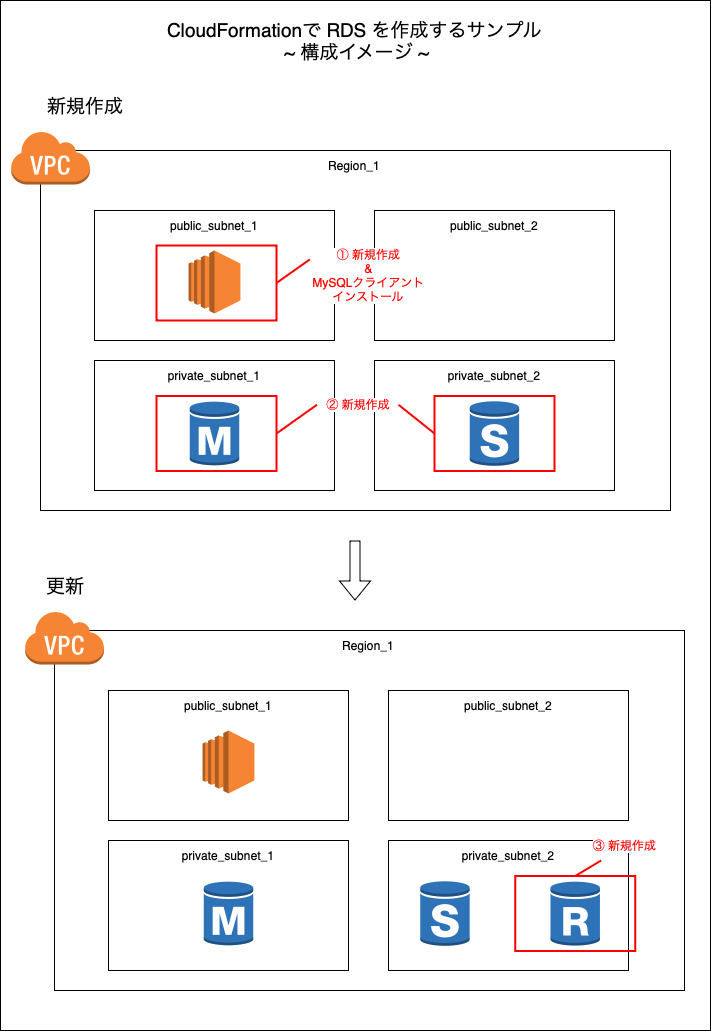 CloudFormationで RDS を作成するサンプル
~ 構成イメージ ~
新規作成
VPC
Region_1
public_subnet_1
public_subnet_2
① 新規作成
&
MySQLクライアント
インストール
private_subnet_1
private_subnet_2
② 新規作成
M
S
更新
VPC
Region_1
public_subnet_1
public_subnet_2
③ 新規作成
private_subnet_1
private_subnet_2
M
S
R